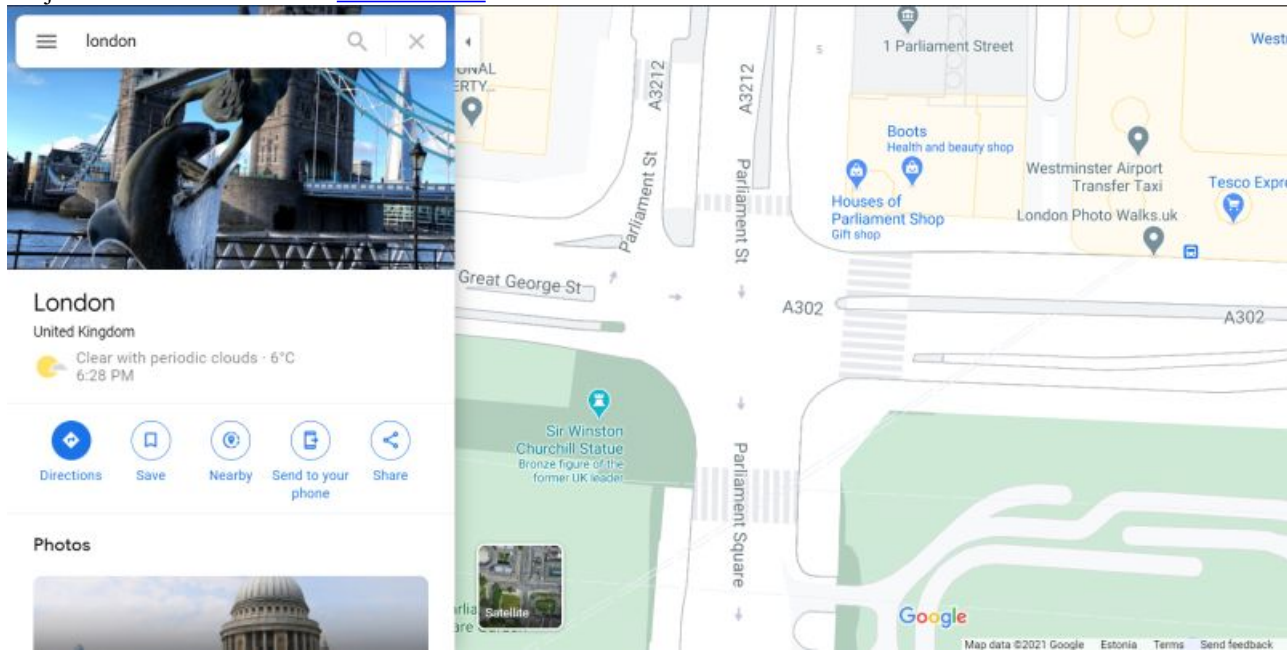 london
London
United Kingdom
Clear with periodic clouds · 6°C
6:28 PM
Directions
Save
Nearby
Send to your
phone
Share
Photos
ONAL
ERTY...
A3212
A3212
Parliament St
Parliament St
Great George St
1 Parliament Street
5
West
Boots
Health and beauty shop
Houses of
Parliament Shop
Gift shop
Westminster Airport
Transfer Taxi
London Photo Walks.uk
Tesco Expre
A302
A302
Sir Winston
Churchill Statue
Bronze figure of the
former UK leader
Parliament Square
Satellite
Google
Map data ©2021 Google Estonia Terms Send feedback